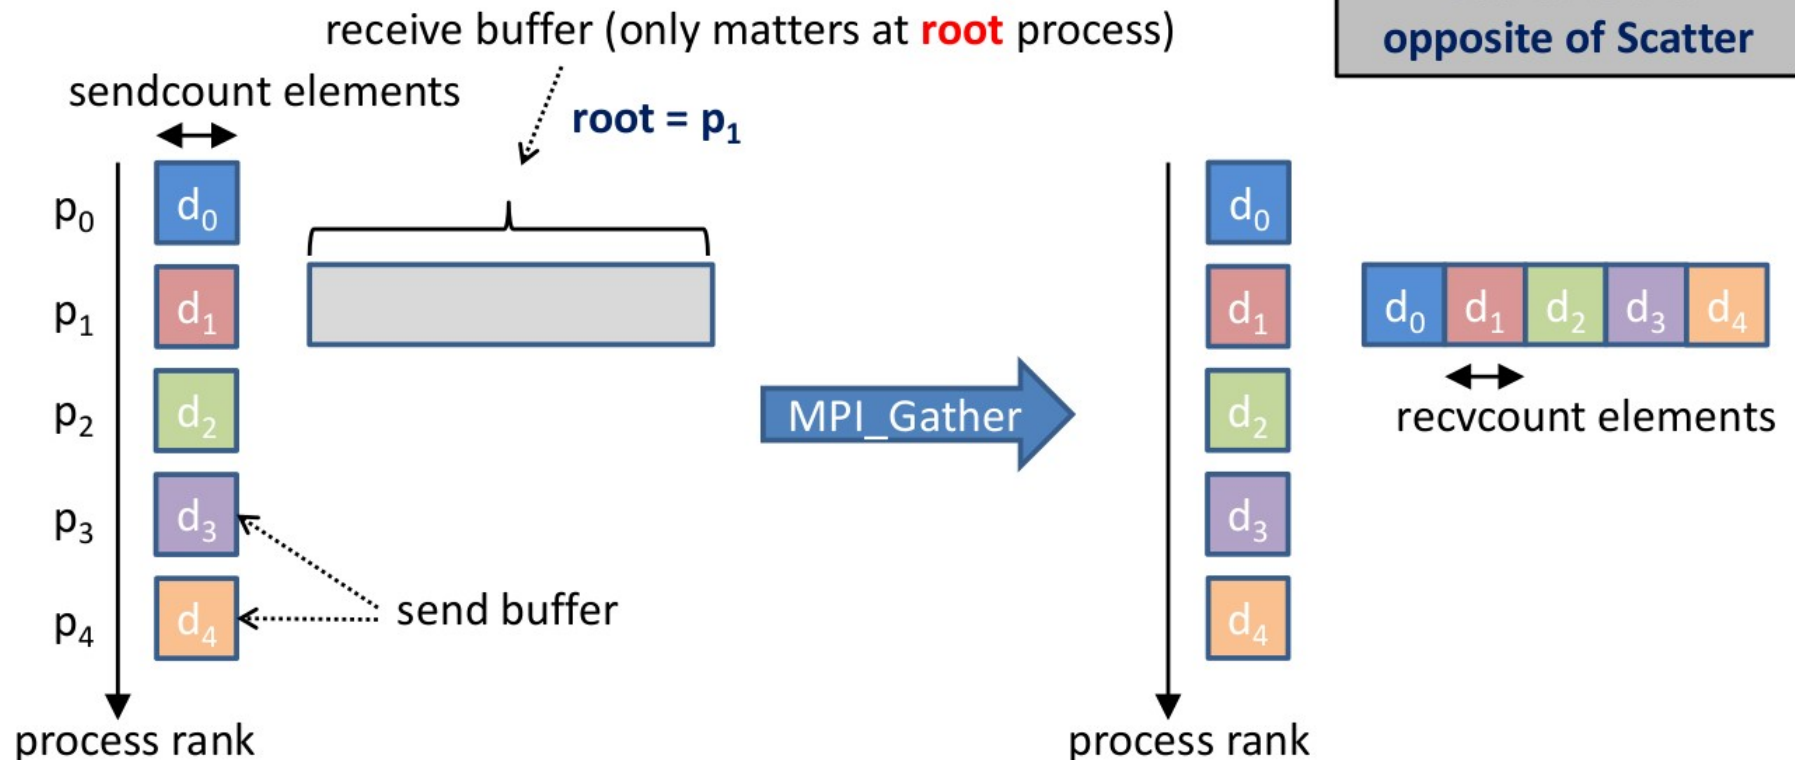 receive buffer (only matters at root process)
opposite of Scatter
sendcount elements
root = p₁
p₀
d₀
d₀
p₁
d₁
d₁
d₀ d₁ d₂ d₃ d₄
p₂
d₂
MPI_Gather
d₂
recvcount elements
p₃
d₃
d₃
p₄
d₄
send buffer
d₄
process rank
process rank